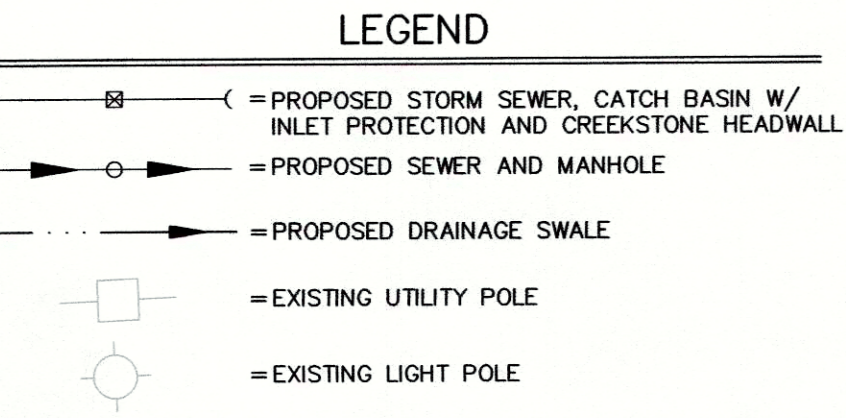 LEGEND
=PROPOSED STORM SEWER, CATCH BASIN W/
INLET PROTECTION AND CREEKSTONE HEADWALL
=PROPOSED SEWER AND MANHOLE
=PROPOSED DRAINAGE SWALE
=EXISTING UTILITY POLE
=EXISTING LIGHT POLE